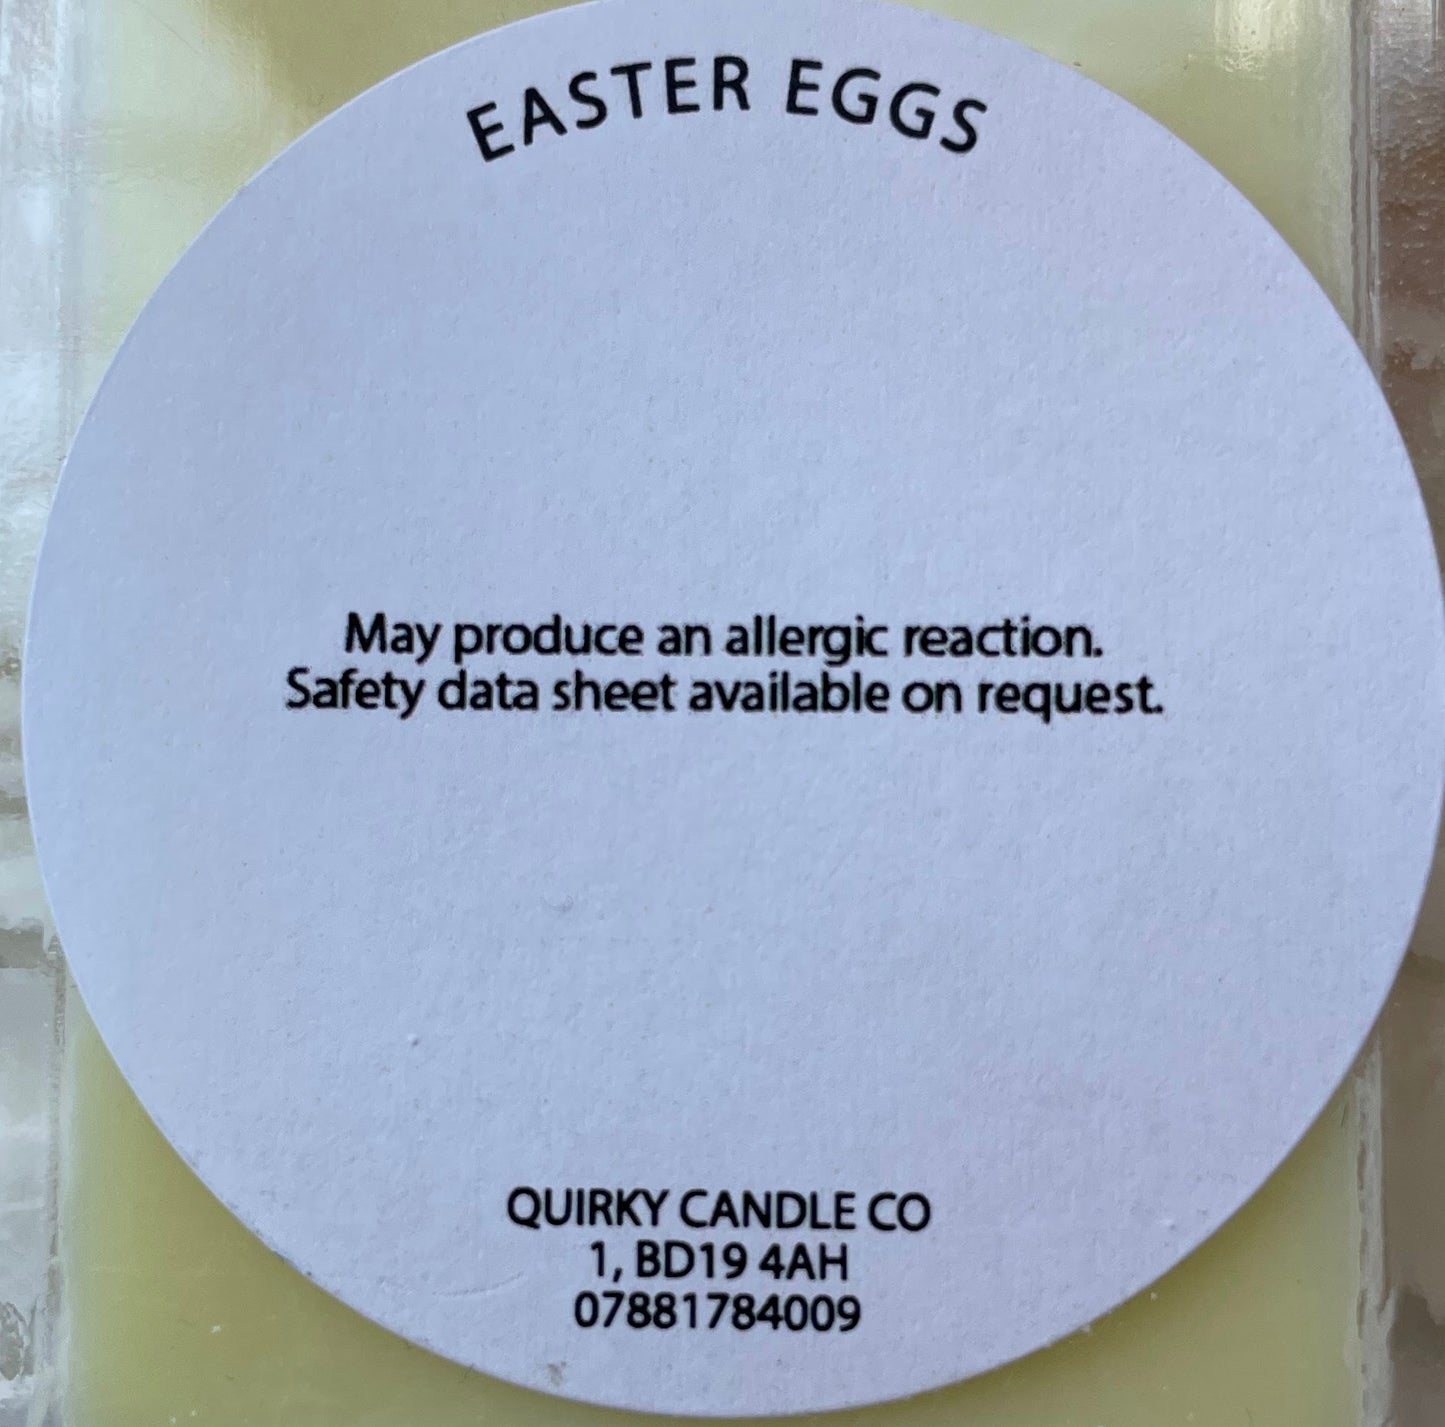 EASTER EGGS
May produce an allergic reaction.
Safety data sheet available on request.
QUIRKY CANDLE CO
1, BD19 4AH
07881784009